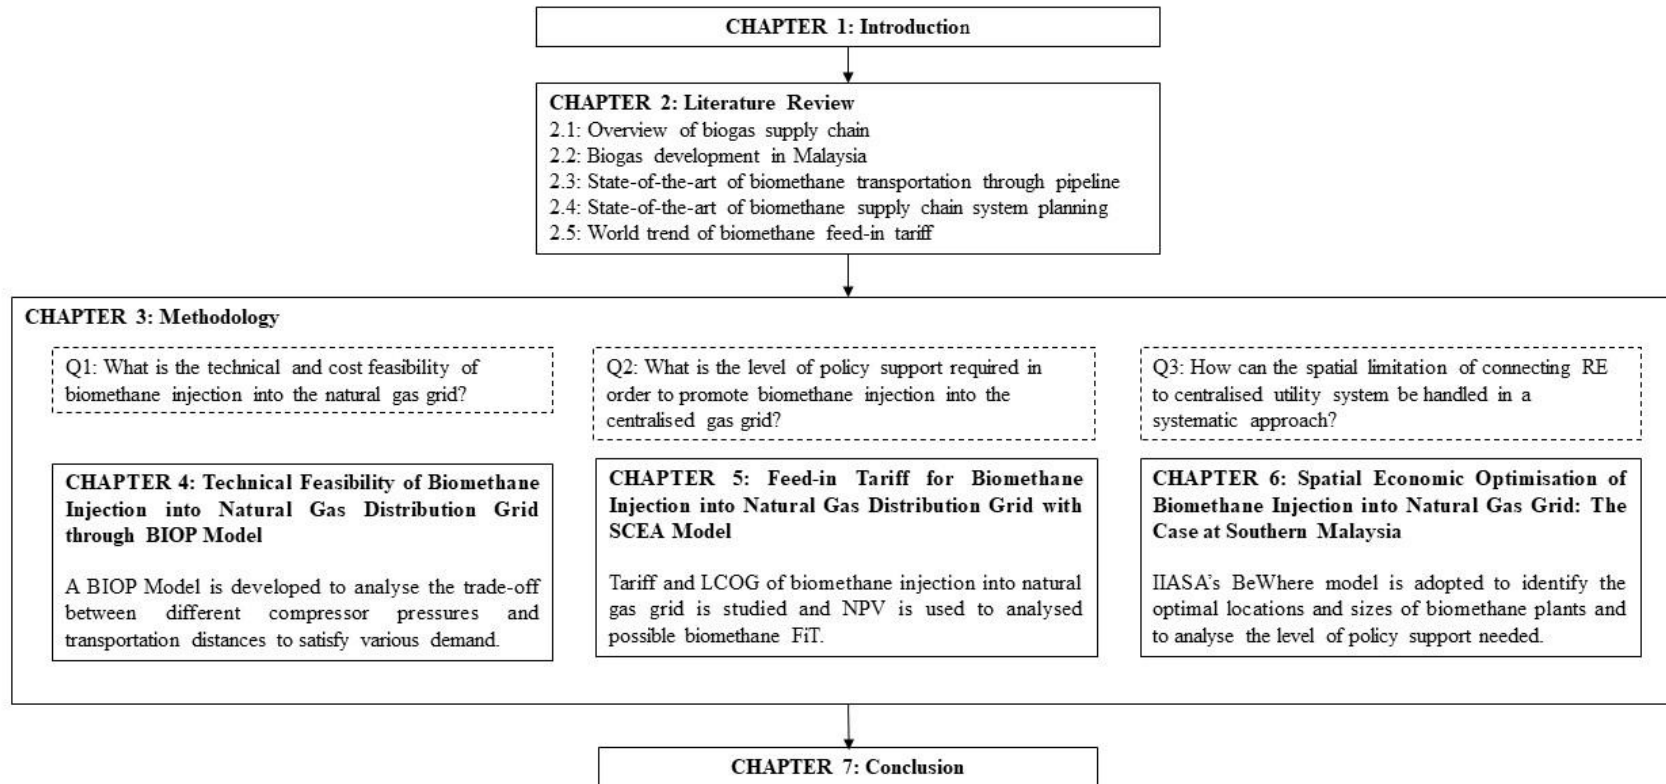 CHAPTER 1: Introduction
CHAPTER 2: Literature Review
2.1: Overview of biogas supply chain
2.2: Biogas development in Malaysia
2.3: State-of-the-art of biomethane transportation through pipeline
2.4: State-of-the-art of biomethane supply chain system planning
2.5: World trend of biomethane feed-in tariff
CHAPTER 3: Methodology
Q1: What is the technical and cost feasibility of
biomethane injection into the natural gas grid?
Q2: What is the level of policy support required in
order to promote biomethane injection into the
centralised gas grid?
Q3: How can the spatial limitation of connecting RE
to centralised utility system be handled in a
systematic approach?
CHAPTER 4: Technical Feasibility of Biomethane
Injection into Natural Gas Distribution Grid
through BIOP Model
A BIOP Model is developed to analyse the trade-off
between different compressor pressures and
transportation distances to satisfy various demand.
CHAPTER 5: Feed-in Tariff for Biomethane
Injection into Natural Gas Distribution Grid with
SCEA Model
Tariff and LCOG of biomethane injection into natural
gas grid is studied and NPV is used to analysed
possible biomethane FiT.
CHAPTER 6: Spatial Economic Optimisation of
Biomethane Injection into Natural Gas Grid: The
Case at Southern Malaysia
IIASA's BeWhere model is adopted to identify the
optimal locations and sizes of biomethane plants and
to analyse the level of policy support needed.
CHAPTER 7: Conclusion